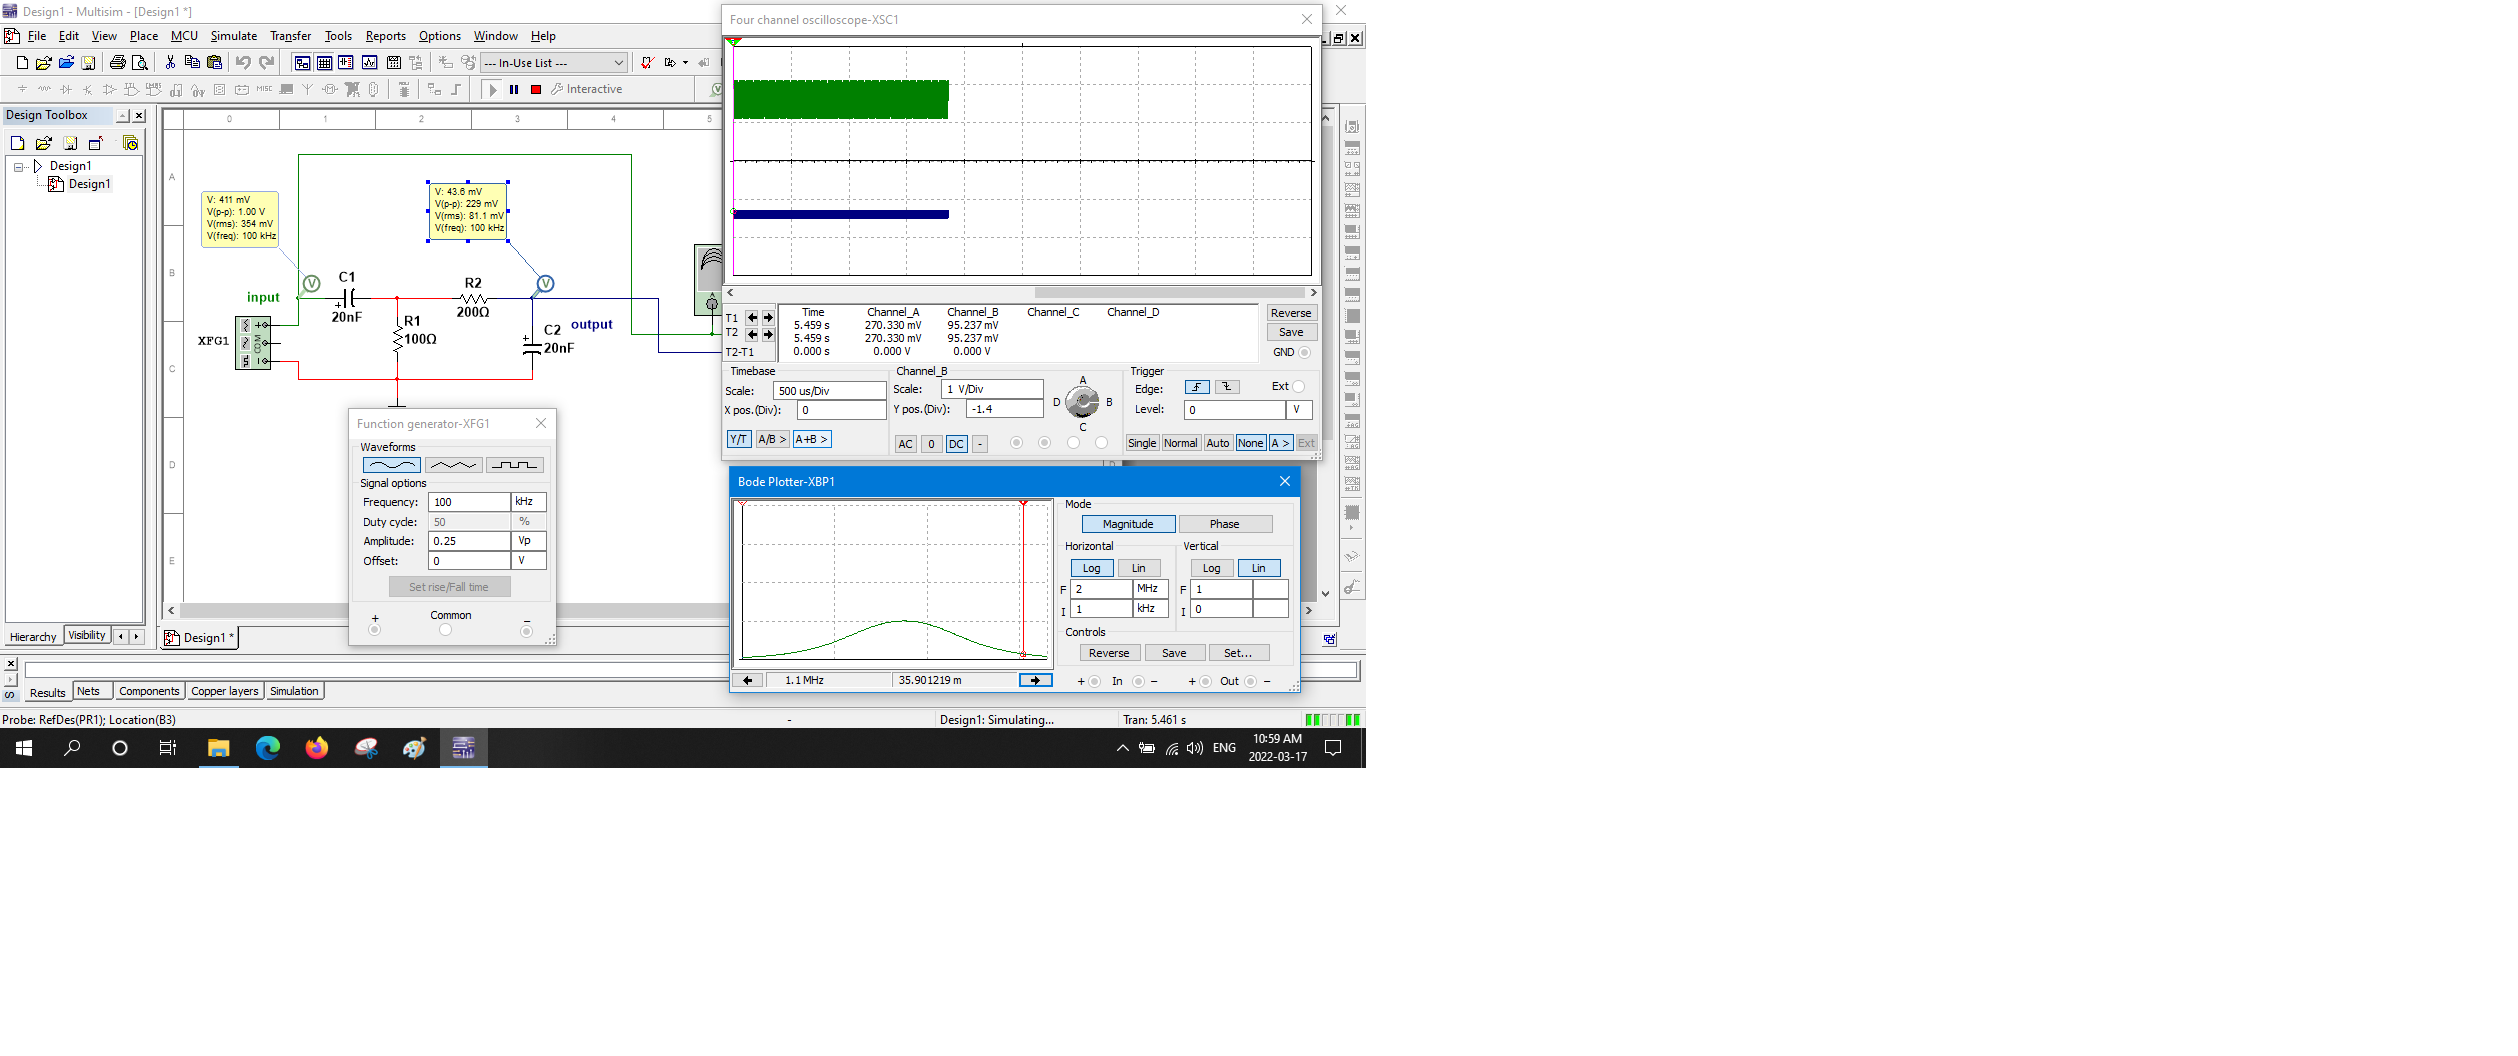 Design1 - Multisim - [Design1 *]
File Edit View Place MCU Simulate Transfer Tools Reports Options Window Help
--- In-Use List ---
MISC
Interactive
Design Toolbox
Design1
Design1
Hierarchy Visibility
0 1 2 3 4 5
A
B
C
D
E
V: 411 mV
V(p-p): 1.00 V
V(rms): 354 mV
V(freq): 100 kHz
V: 43.6 mV
V(p-p): 229 mV
V(rms): 81.1 mV
V(freq): 100 kHz
V
V
input
C1
+
20nF
R2
200Ω
R1
100Ω
C2
+
20nF
output
XFG1
COM
A
Function generator-XFG1
Waveforms
Signal options
Frequency: 100 kHz
Duty cycle: 50 %
Amplitude: 0.25 Vp
Offset: 0 V
Set rise/Fall time
+ Common −
Design1 *
Four channel oscilloscope-XSC1
Time Channel_A Channel_B Channel_C Channel_D
T1 5.459 s 270.330 mV 95.237 mV
T2 5.459 s 270.330 mV 95.237 mV
T2-T1 0.000 s 0.000 V 0.000 V
Reverse
Save
GND
Timebase
Scale: 500 us/Div
X pos.(Div): 0
Y/T A/B > A+B >
Channel_B
Scale: 1 V/Div
Y pos.(Div): -1.4
AC 0 DC -
A
D B
C
Trigger
Edge: Ext
Level: 0 V
Single Normal Auto None A > Ext
Bode Plotter-XBP1
Mode
Magnitude Phase
Horizontal Vertical
Log Lin Log Lin
F 2 MHz F 1
I 1 kHz I 0
Controls
Reverse Save Set...
1.1 MHz 35.901219 m
+ In − + Out −
Results Nets Components Copper layers Simulation
Probe: RefDes(PR1); Location(B3) - Design1: Simulating... Tran: 5.461 s
ENG
10:59 AM
2022-03-17